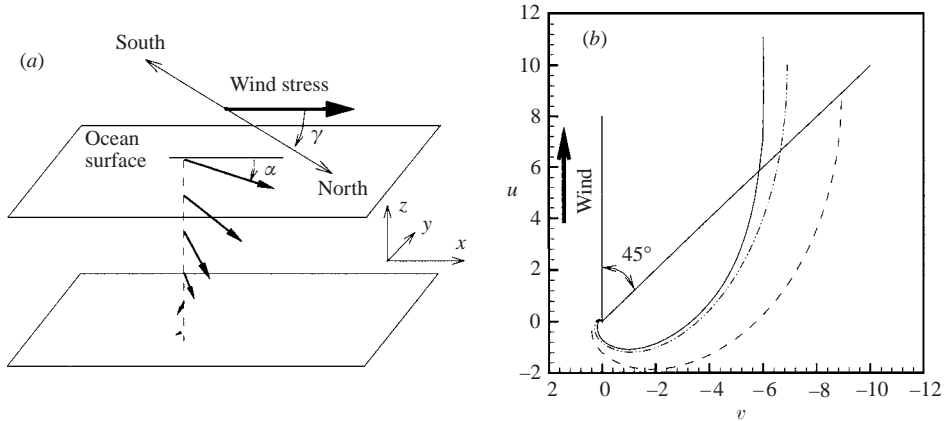 (a)
South
Wind stress
γ
Ocean
surface
α
North
z
y
x
(b)
12
10
8
6
4
2
0
−2
u
Wind
45°
2
0
−2
−4
−6
−8
−10
−12
v